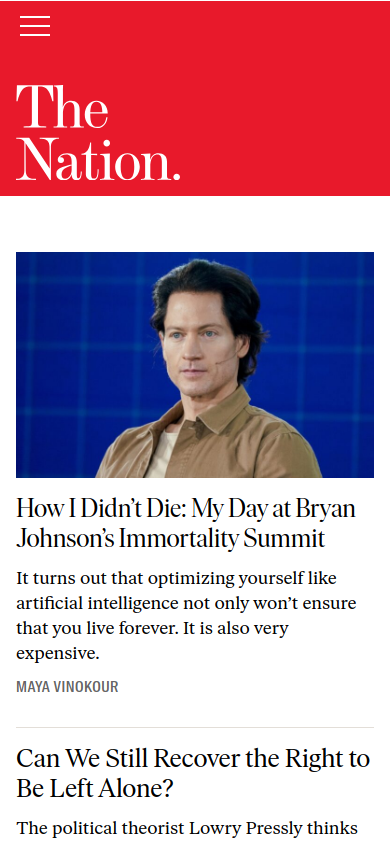 The
Nation.
How I Didn’t Die: My Day at Bryan
Johnson’s Immortality Summit
It turns out that optimizing yourself like
artificial intelligence not only won’t ensure
that you live forever. It is also very
expensive.
MAYA VINOKOUR
Can We Still Recover the Right to
Be Left Alone?
The political theorist Lowry Pressly thinks